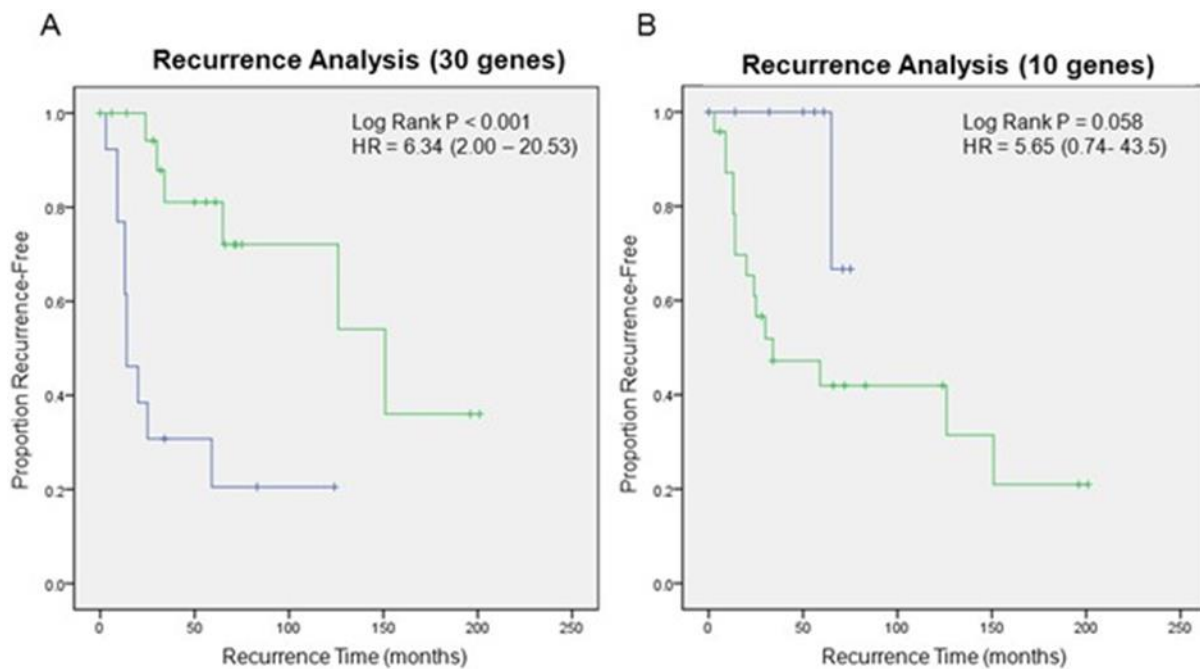 A
Recurrence Analysis (30 genes)
Log Rank P < 0.001
HR = 6.34 (2.00 – 20.53)
Proportion Recurrence-Free
1.0
0.8
0.6
0.4
0.2
0.0
0 50 100 150 200 250
Recurrence Time (months)
B
Recurrence Analysis (10 genes)
Log Rank P = 0.058
HR = 5.65 (0.74- 43.5)
Proportion Recurrence-Free
1.0
0.8
0.6
0.4
0.2
0.0
0 50 100 150 200 250
Recurrence Time (months)